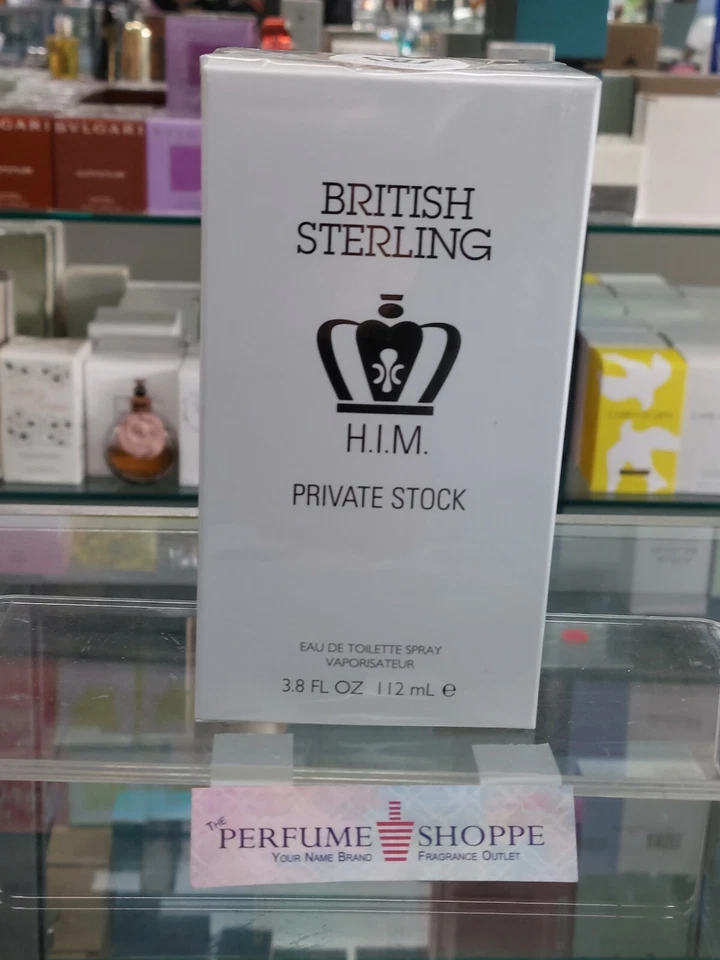 BVLGARI
BRITISH
STERLING
H.I.M.
PRIVATE STOCK
EAU DE TOILETTE SPRAY
VAPORISATEUR
3.8 FL OZ 112 mL e
THE
PERFUME SHOPPE
YOUR NAME BRAND FRAGRANCE OUTLET